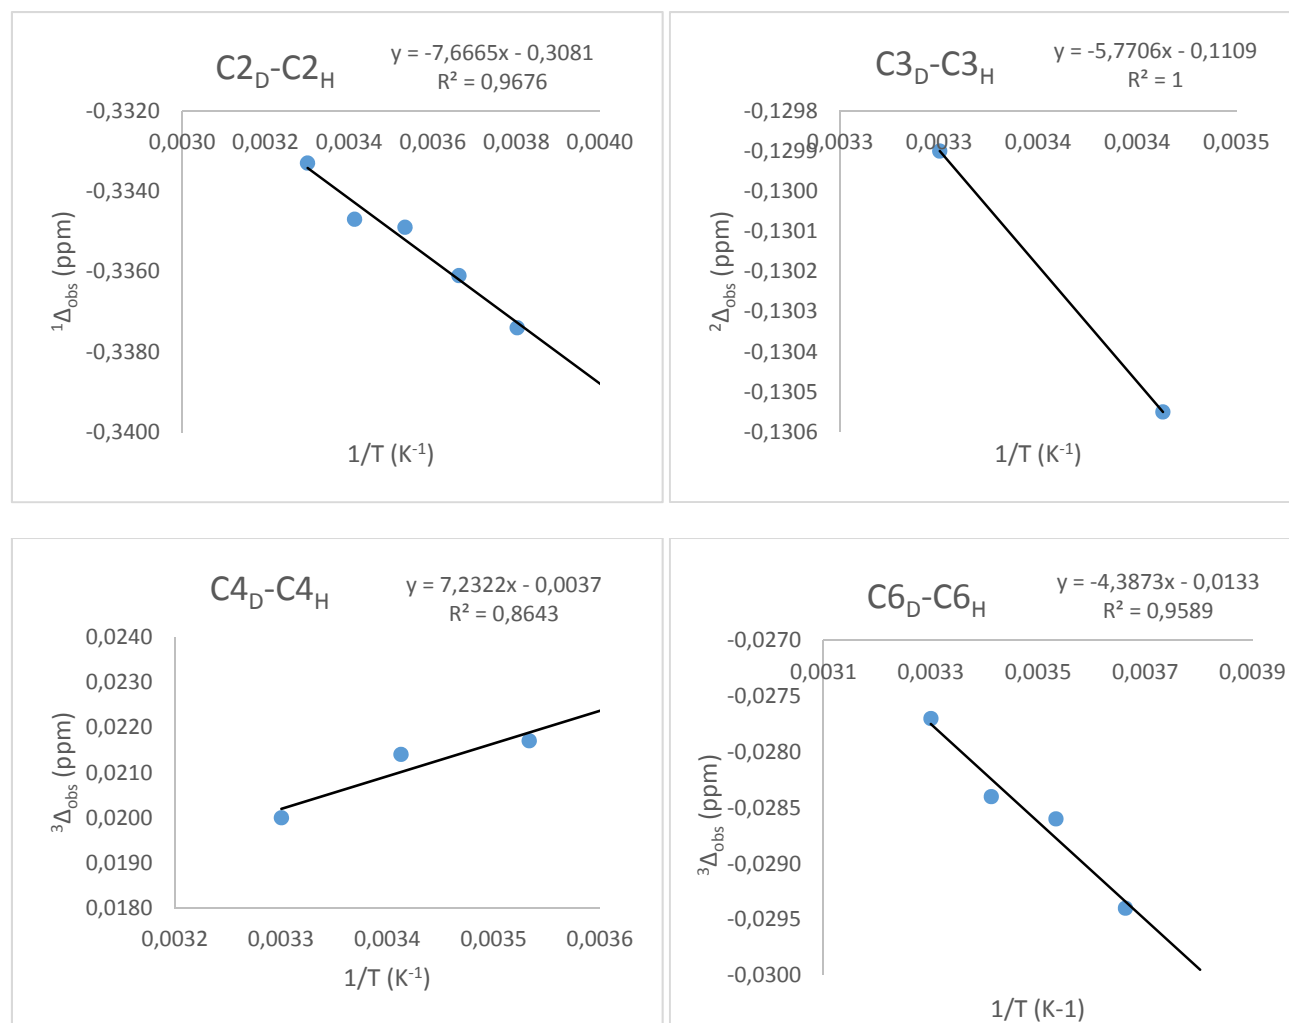 C2D-C2H
y = -7,6665x - 0,3081
R² = 0,9676
-0,3320
-0,3340
-0,3360
-0,3380
-0,3400
0,0030 0,0032 0,0034 0,0036 0,0038 0,0040
¹Δobs (ppm)
1/T (K⁻¹)
C3D-C3H
y = -5,7706x - 0,1109
R² = 1
-0,1298
-0,1299
-0,1300
-0,1301
-0,1302
-0,1303
-0,1304
-0,1305
-0,1306
0,0033 0,0033 0,0034 0,0034 0,0035
²Δobs (ppm)
1/T (K⁻¹)
C4D-C4H
y = 7,2322x - 0,0037
R² = 0,8643
0,0240
0,0230
0,0220
0,0210
0,0200
0,0190
0,0180
0,0032 0,0033 0,0034 0,0035 0,0036
³Δobs (ppm)
1/T (K⁻¹)
C6D-C6H
y = -4,3873x - 0,0133
R² = 0,9589
-0,0270
-0,0275
-0,0280
-0,0285
-0,0290
-0,0295
-0,0300
0,0031 0,0033 0,0035 0,0037 0,0039
³Δobs (ppm)
1/T (K-1)